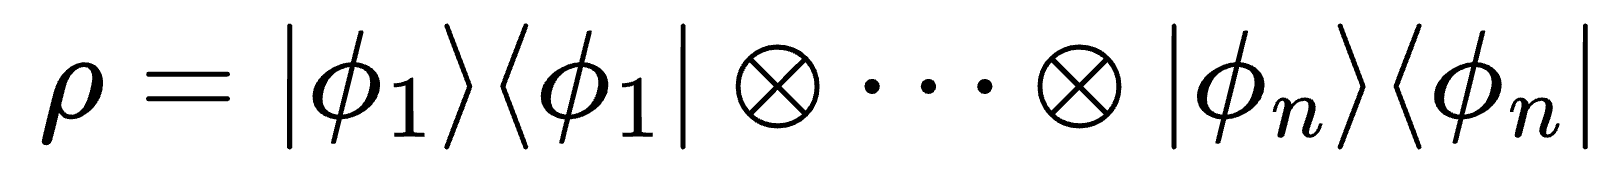 ρ = |ϕ₁⟩⟨ϕ₁| ⊗ ⋯ ⊗ |ϕₙ⟩⟨ϕₙ|